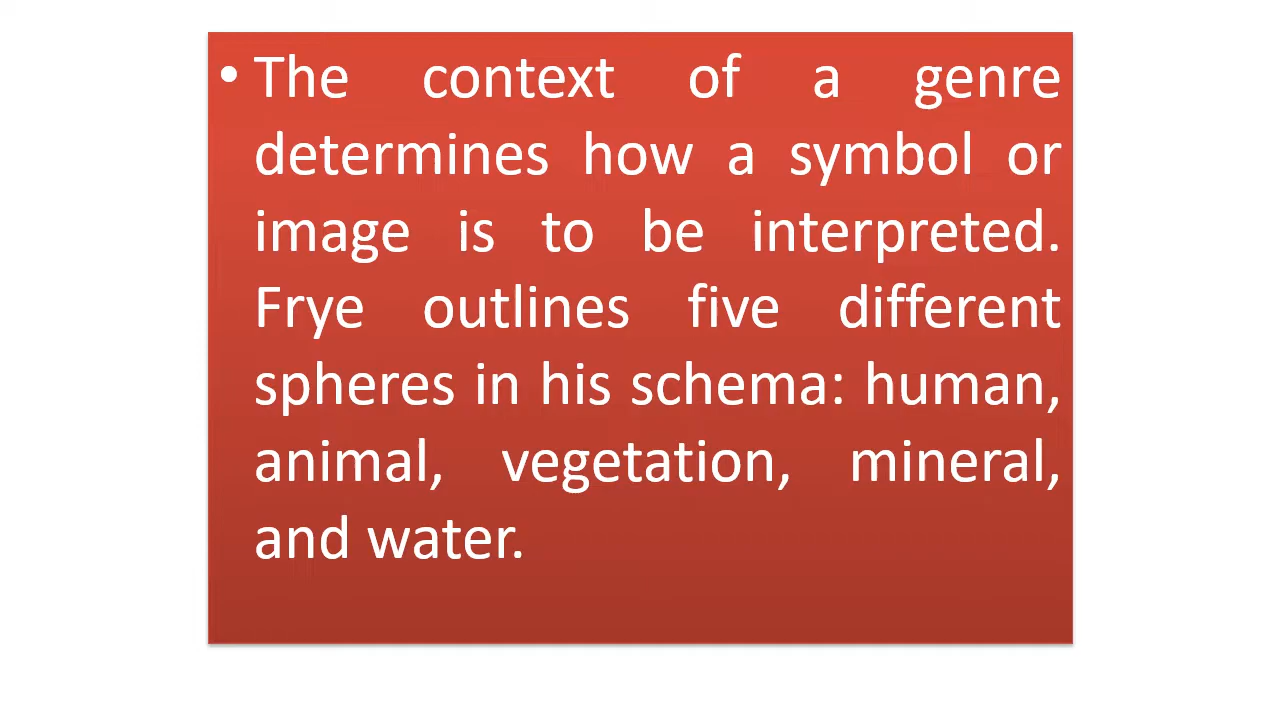 • The context of a genre
determines how a symbol or
image is to be interpreted.
Frye outlines five different
spheres in his schema: human,
animal, vegetation, mineral,
and water.